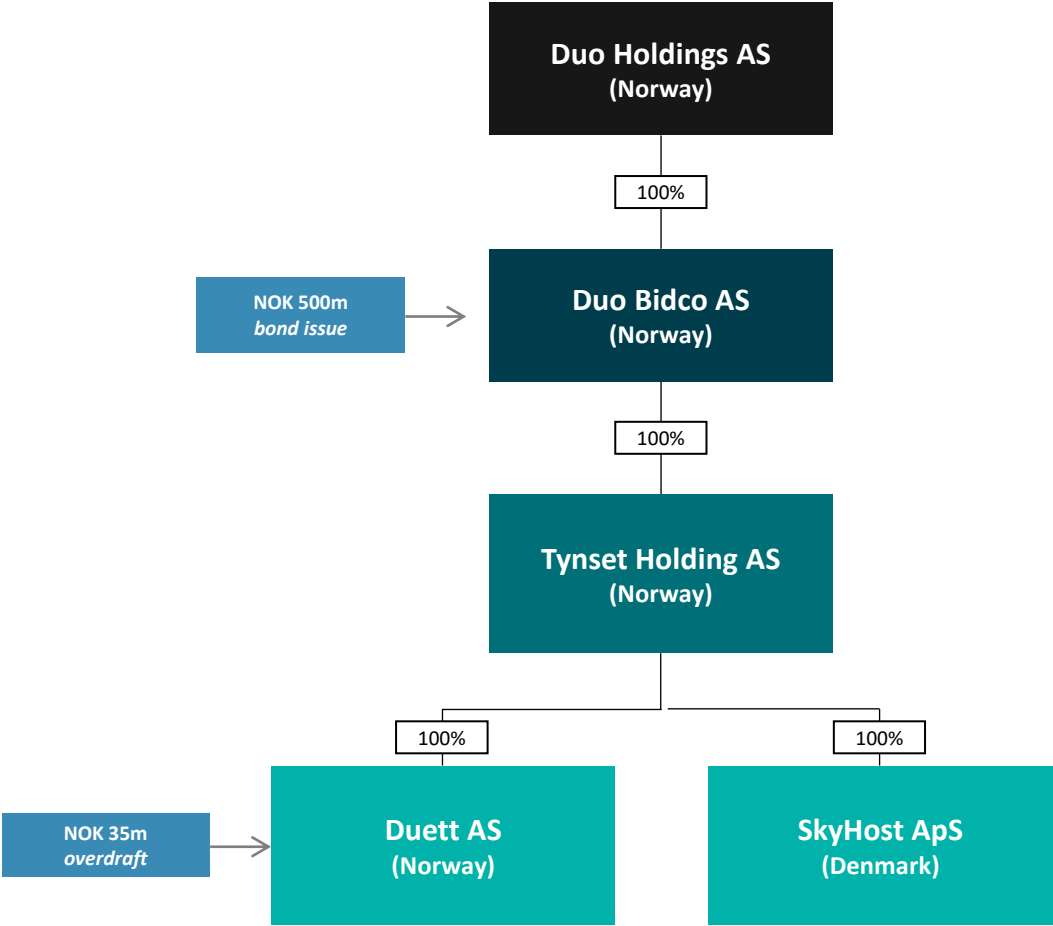 Duo Holdings AS
(Norway)
100%
NOK 500m
bond issue
Duo Bidco AS
(Norway)
100%
Tynset Holding AS
(Norway)
100%
100%
NOK 35m
overdraft
Duett AS
(Norway)
SkyHost ApS
(Denmark)